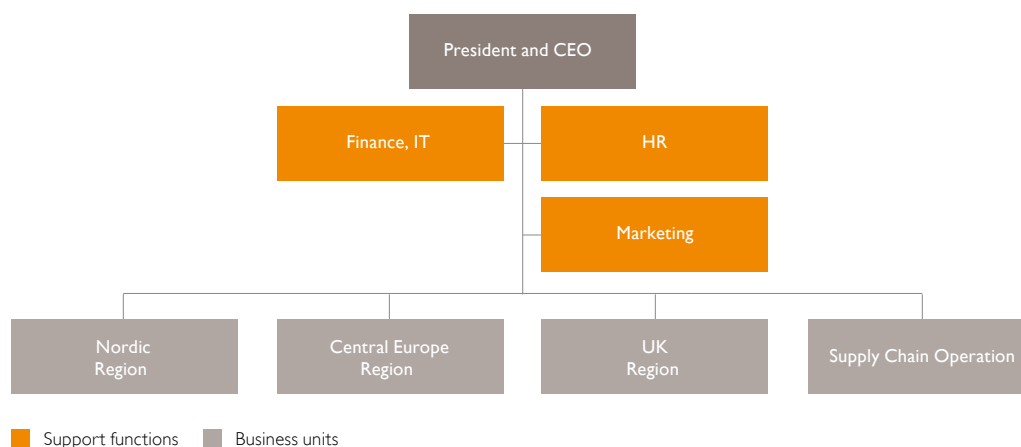 President and CEO
Finance, IT
HR
Marketing
Nordic
Region
Central Europe
Region
UK
Region
Supply Chain Operation
Support functions
Business units